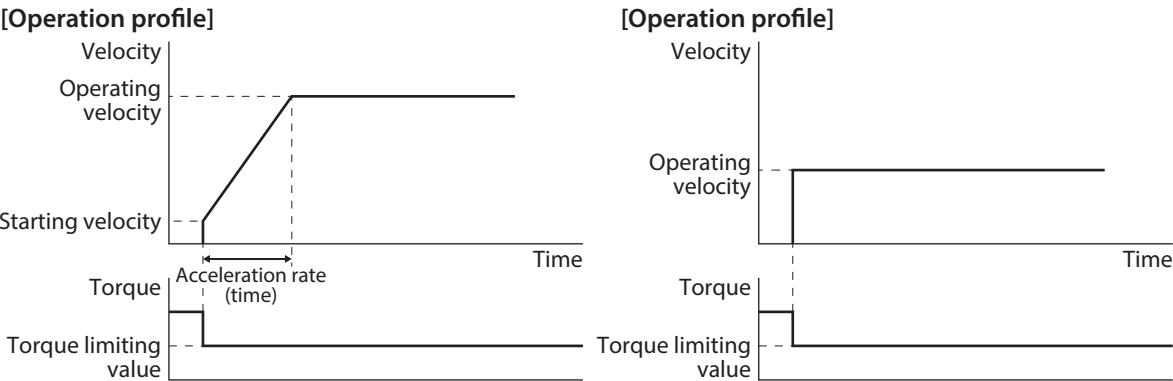 [Operation profile]
Velocity
Operating
velocity
Starting velocity
Time
Acceleration rate
(time)
Torque
Torque limiting
value
[Operation profile]
Velocity
Operating
velocity
Time
Torque
Torque limiting
value